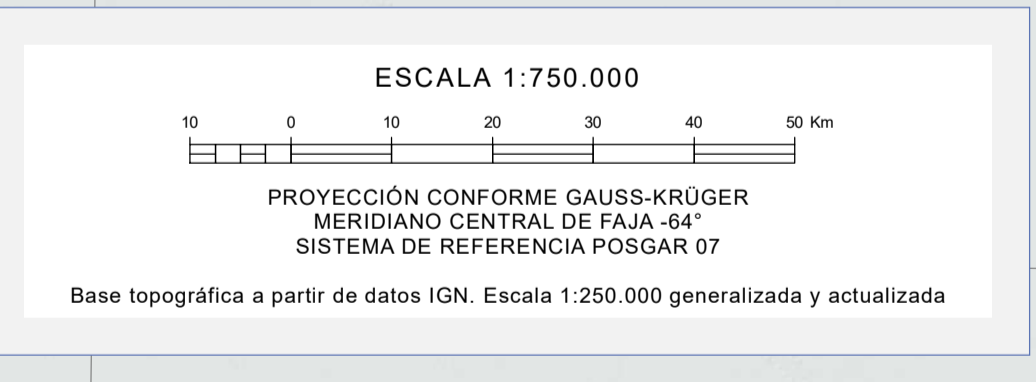 ESCALA 1:750.000
10 0 10 20 30 40 50 Km
PROYECCIÓN CONFORME GAUSS-KRÜGER
MERIDIANO CENTRAL DE FAJA -64°
SISTEMA DE REFERENCIA POSGAR 07
Base topográfica a partir de datos IGN. Escala 1:250.000 generalizada y actualizada